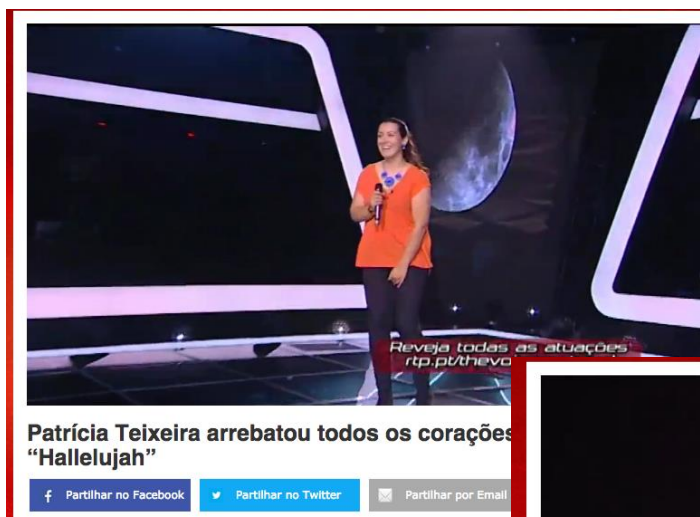 Reveja todas as atuações
rtp.pt/thevo
Patrícia Teixeira arrebatou todos os corações
“Hallelujah”
Partilhar no Facebook
Partilhar no Twitter
Partilhar por Email